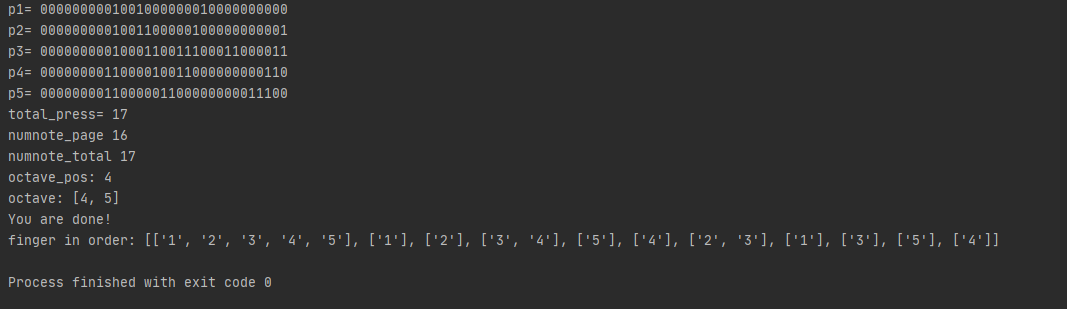 p1= 0000000001001000000010000000000
p2= 0000000001001100000100000000001
p3= 0000000001000110011100011000011
p4= 0000000011000010011000000000110
p5= 0000000011000001100000000011100
total_press= 17
numnote_page 16
numnote_total 17
octave_pos: 4
octave: [4, 5]
You are done!
finger in order: [['1', '2', '3', '4', '5'], ['1'], ['2'], ['3', '4'], ['5'], ['4'], ['2', '3'], ['1'], ['3'], ['5'], ['4']]
Process finished with exit code 0